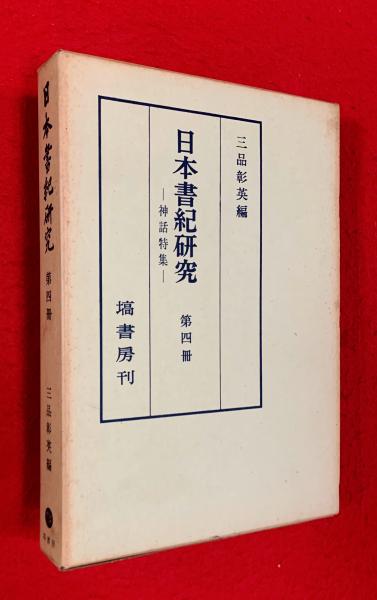 三品彰英編
日本書紀研究 第四冊
―神話特集―
塙書房刊
日本書紀研究 第四冊 三品彰英編